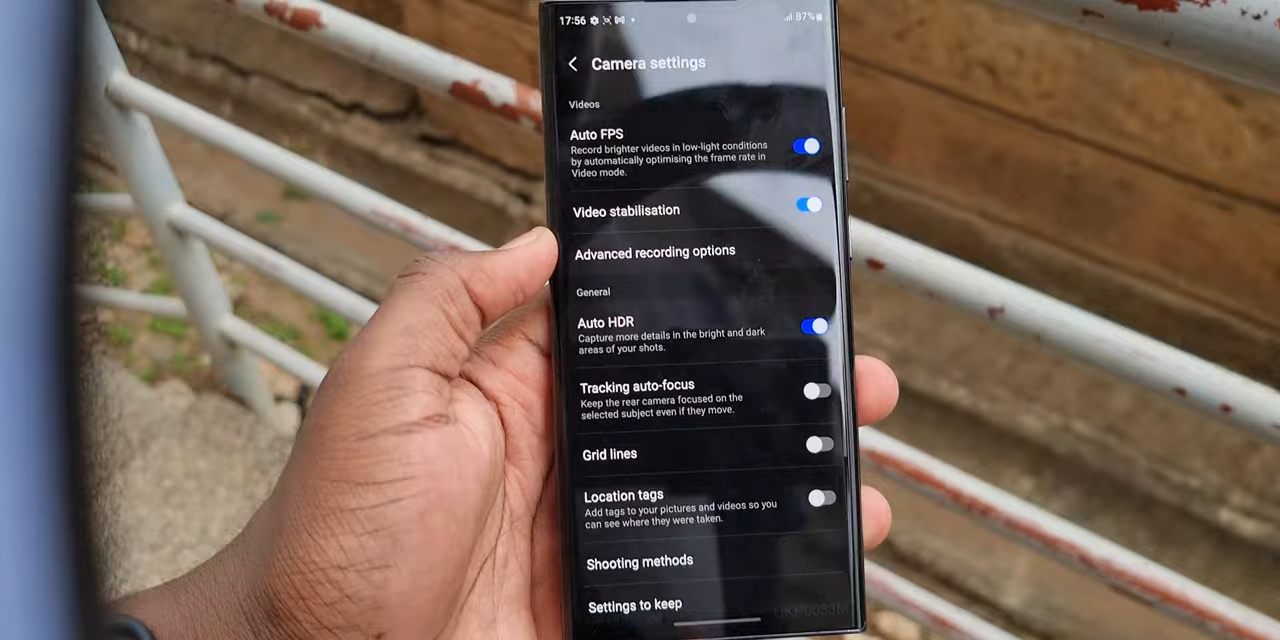 17:56 87%
Camera settings
Videos
Auto FPS
Record brighter videos in low-light conditions
by automatically optimising the frame rate in
Video mode.
Video stabilisation
Advanced recording options
General
Auto HDR
Capture more details in the bright and dark
areas of your shots.
Tracking auto-focus
Keep the rear camera focused on the
selected subject even if they move.
Grid lines
Location tags
Add tags to your pictures and videos so you
can see where they were taken.
Shooting methods
Settings to keep